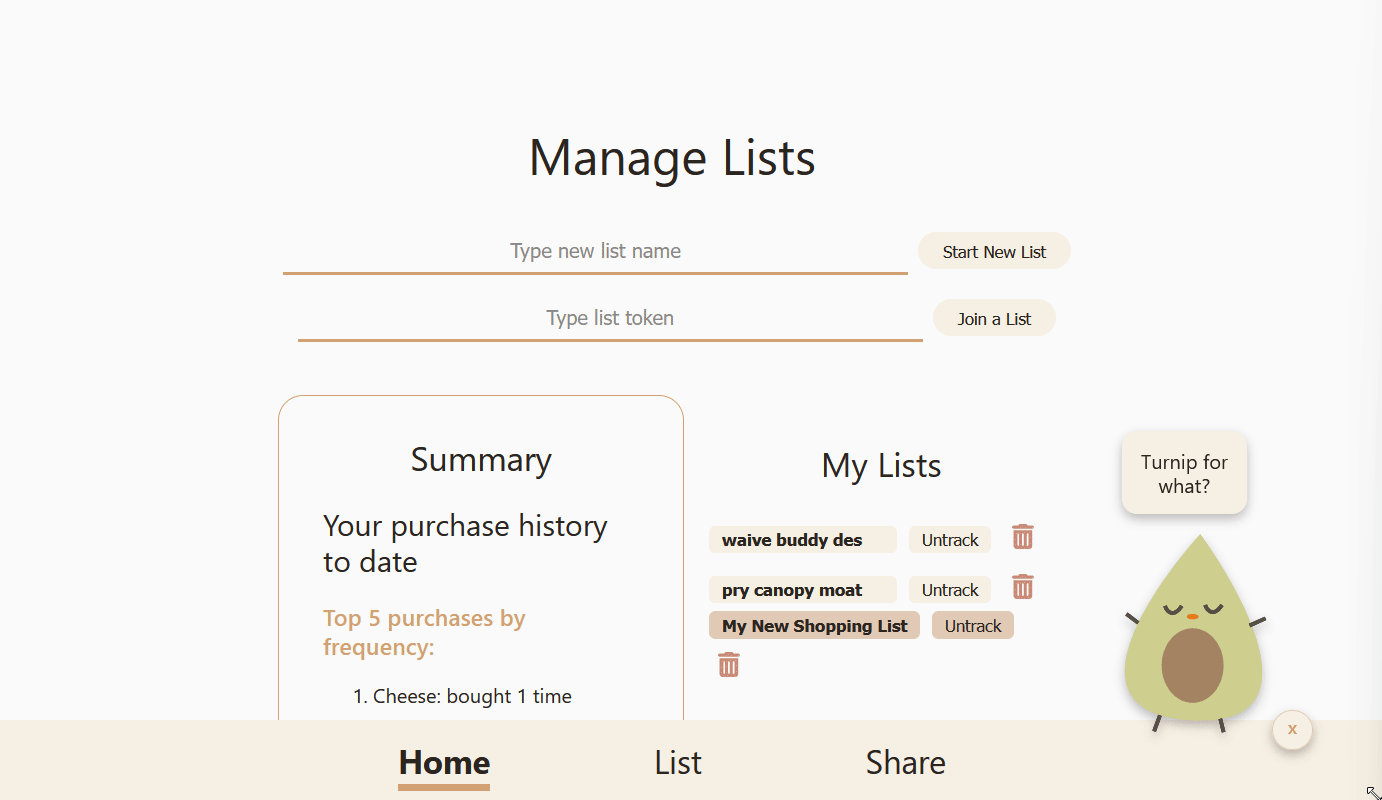 Manage Lists
Type new list name
Start New List
Type list token
Join a List
Summary
Your purchase history
to date
Top 5 purchases by
frequency:
1. Cheese: bought 1 time
My Lists
waive buddy des
Untrack
pry canopy moat
Untrack
My New Shopping List
Untrack
Turnip for
what?
x
Home
List
Share